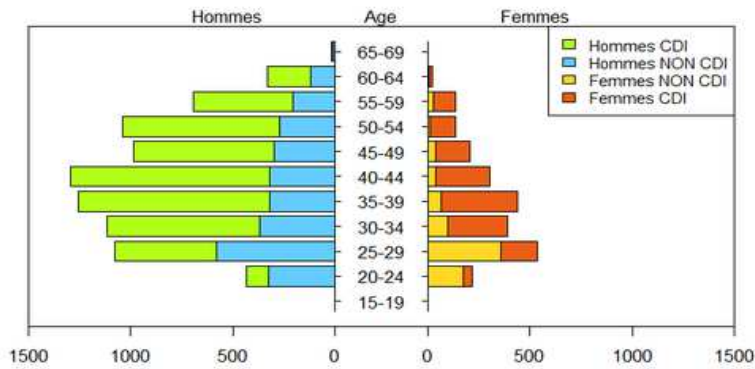 Hommes Age Femmes
65-69
60-64
55-59
50-54
45-49
40-44
35-39
30-34
25-29
20-24
15-19
Hommes CDI
Hommes NON CDI
Femmes NON CDI
Femmes CDI
1500 1000 500 0 0 500 1000 1500